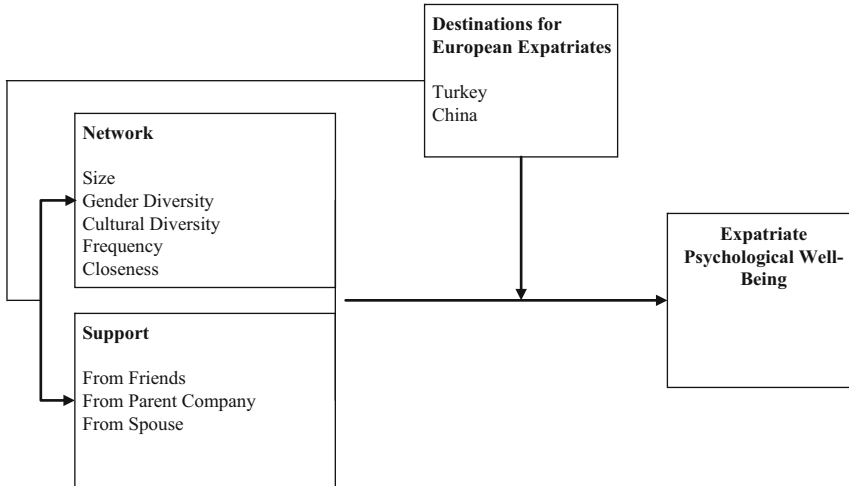 Destinations for
European Expatriates
Turkey
China
Network
Size
Gender Diversity
Cultural Diversity
Frequency
Closeness
Support
From Friends
From Parent Company
From Spouse
Expatriate
Psychological Well-
Being